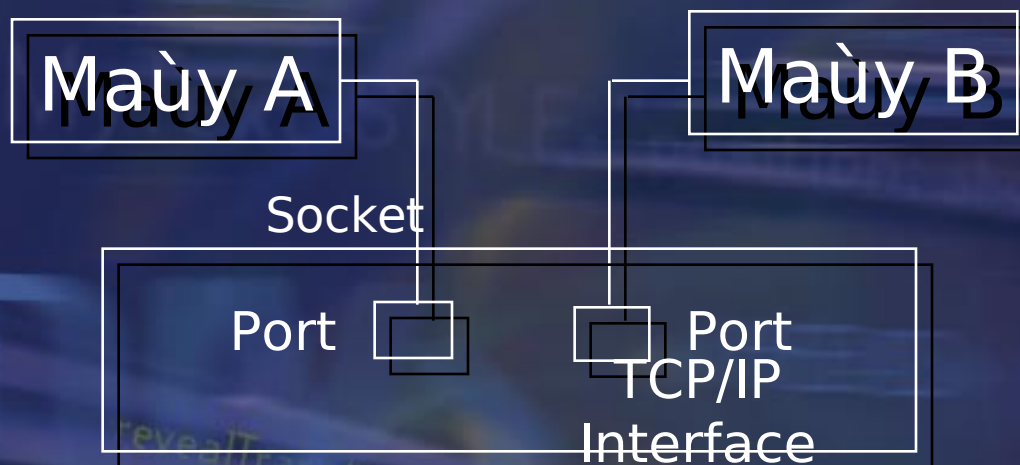 Maùy A
Maùy B
Socket
Port
Port
TCP/IP
Interface